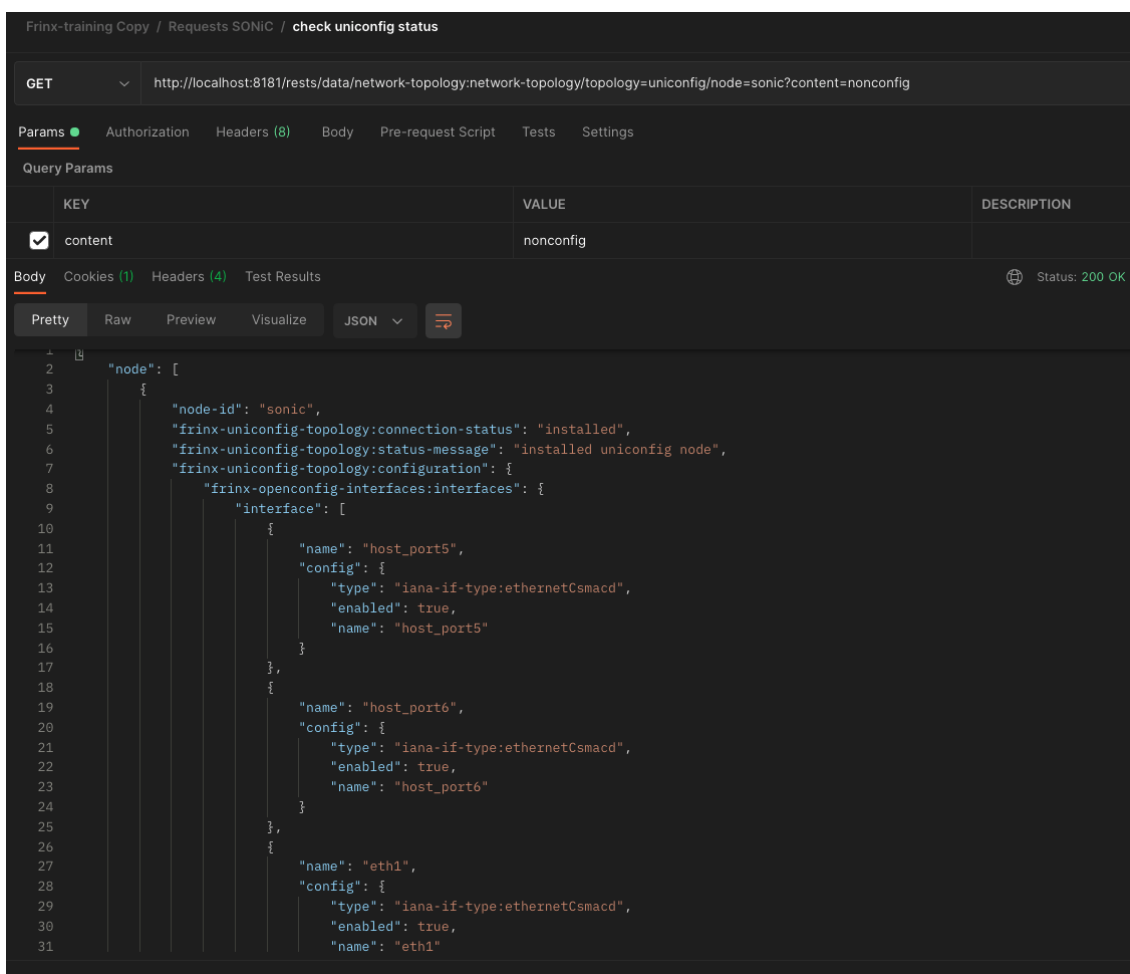 Frinx-training Copy / Requests SONiC / check uniconfig status
GET http://localhost:8181/rests/data/network-topology:network-topology/topology=uniconfig/node=sonic?content=nonconfig
Params Authorization Headers (8) Body Pre-request Script Tests Settings
Query Params
KEY VALUE DESCRIPTION
content nonconfig
Body Cookies (1) Headers (4) Test Results Status: 200 OK
Pretty Raw Preview Visualize JSON
1 {
2 "node": [
3 {
4 "node-id": "sonic",
5 "frinx-uniconfig-topology:connection-status": "installed",
6 "frinx-uniconfig-topology:status-message": "installed uniconfig node",
7 "frinx-uniconfig-topology:configuration": {
8 "frinx-openconfig-interfaces:interfaces": {
9 "interface": [
10 {
11 "name": "host_port5",
12 "config": {
13 "type": "iana-if-type:ethernetCsmacd",
14 "enabled": true,
15 "name": "host_port5"
16 }
17 },
18 {
19 "name": "host_port6",
20 "config": {
21 "type": "iana-if-type:ethernetCsmacd",
22 "enabled": true,
23 "name": "host_port6"
24 }
25 },
26 {
27 "name": "eth1",
28 "config": {
29 "type": "iana-if-type:ethernetCsmacd",
30 "enabled": true,
31 "name": "eth1"